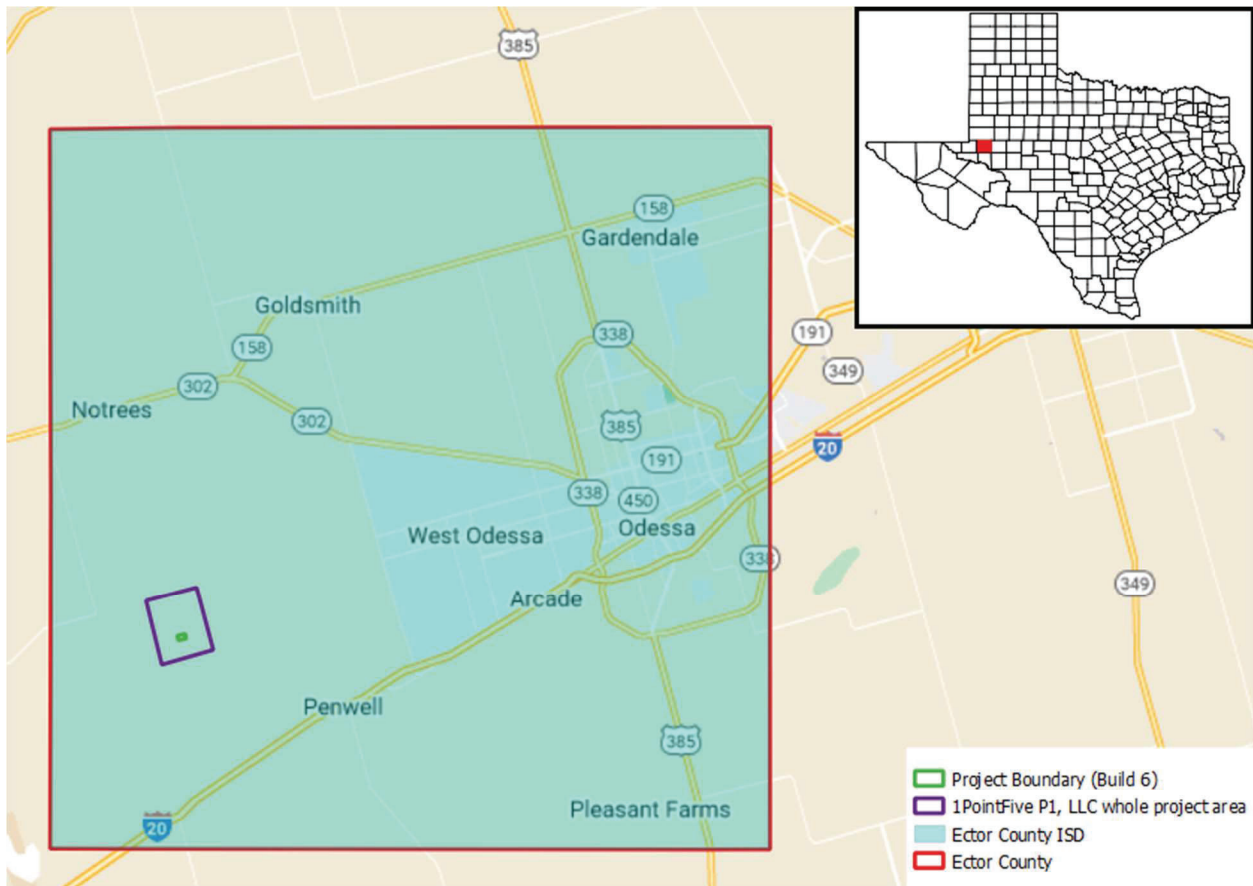 385
158
Gardendale
Goldsmith
338
191
158
349
302
Notrees
302
385
191
20
338
450
West Odessa
Odessa
338
349
Arcade
Penwell
385
Pleasant Farms
20
Project Boundary (Build 6)
1PointFive P1, LLC whole project area
Ector County ISD
Ector County